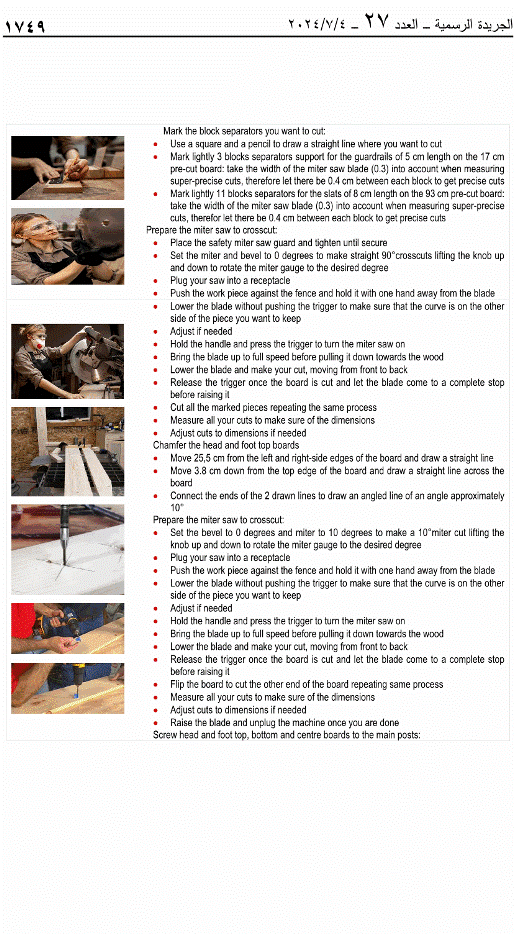 الجريدة الرسمية – العدد ٢٧ – ٢٠٢٤/٧/٤
١٧٤٩
Mark the block separators you want to cut:
• Use a square and a pencil to draw a straight line where you want to cut
• Mark lightly 3 blocks separators support for the guardrails of 5 cm length on the 17 cm
pre-cut board: take the width of the miter saw blade (0.3) into account when measuring
super-precise cuts, therefore let there be 0.4 cm between each block to get precise cuts
• Mark lightly 11 blocks separators for the slats of 8 cm length on the 93 cm pre-cut board:
take the width of the miter saw blade (0.3) into account when measuring super-precise
cuts, therefor let there be 0.4 cm between each block to get precise cuts
Prepare the miter saw to crosscut:
• Place the safety miter saw guard and tighten until secure
• Set the miter and bevel to 0 degrees to make straight 90°crosscuts lifting the knob up
and down to rotate the miter gauge to the desired degree
• Plug your saw into a receptacle
• Push the work piece against the fence and hold it with one hand away from the blade
• Lower the blade without pushing the trigger to make sure that the curve is on the other
side of the piece you want to keep
• Adjust if needed
• Hold the handle and press the trigger to turn the miter saw on
• Bring the blade up to full speed before pulling it down towards the wood
• Lower the blade and make your cut, moving from front to back
• Release the trigger once the board is cut and let the blade come to a complete stop
before raising it
• Cut all the marked pieces repeating the same process
• Measure all your cuts to make sure of the dimensions
• Adjust cuts to dimensions if needed
Chamfer the head and foot top boards
• Move 25,5 cm from the left and right-side edges of the board and draw a straight line
• Move 3.8 cm down from the top edge of the board and draw a straight line across the
board
• Connect the ends of the 2 drawn lines to draw an angled line of an angle approximately
10°
Prepare the miter saw to crosscut:
• Set the bevel to 0 degrees and miter to 10 degrees to make a 10°miter cut lifting the
knob up and down to rotate the miter gauge to the desired degree
• Plug your saw into a receptacle
• Push the work piece against the fence and hold it with one hand away from the blade
• Lower the blade without pushing the trigger to make sure that the curve is on the other
side of the piece you want to keep
• Adjust if needed
• Hold the handle and press the trigger to turn the miter saw on
• Bring the blade up to full speed before pulling it down towards the wood
• Lower the blade and make your cut, moving from front to back
• Release the trigger once the board is cut and let the blade come to a complete stop
before raising it
• Flip the board to cut the other end of the board repeating same process
• Measure all your cuts to make sure of the dimensions
• Adjust cuts to dimensions if needed
• Raise the blade and unplug the machine once you are done
Screw head and foot top, bottom and centre boards to the main posts: